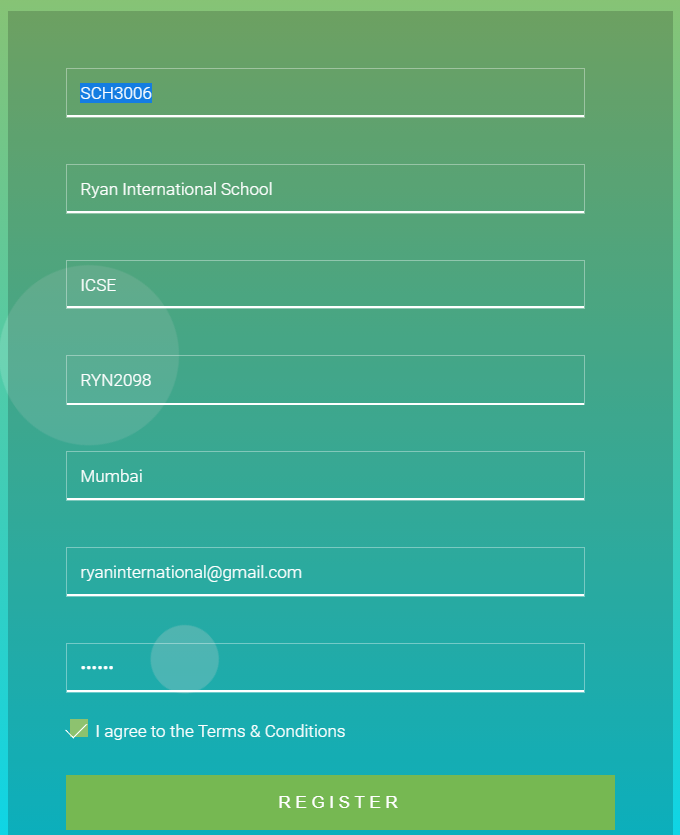 SCH3006
Ryan International School
ICSE
RYN2098
Mumbai
ryaninternational@gmail.com
••••••
I agree to the Terms & Conditions
REGISTER